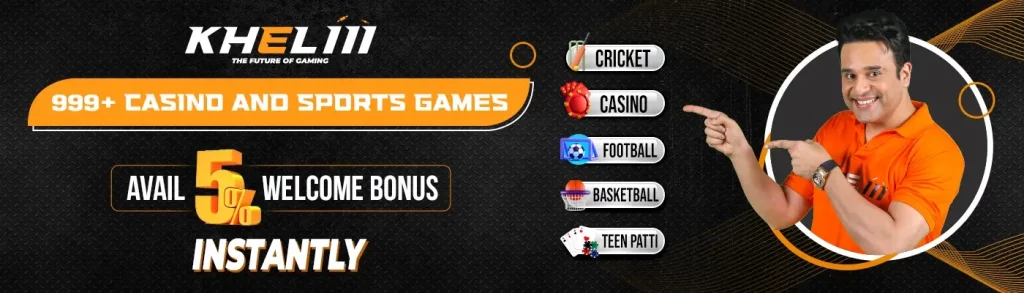 KHEL111
THE FUTURE OF GAMING
999+ CASINO AND SPORTS GAMES
AVAIL 5% WELCOME BONUS
INSTANTLY
CRICKET
CASINO
FOOTBALL
BASKETBALL
TEEN PATTI